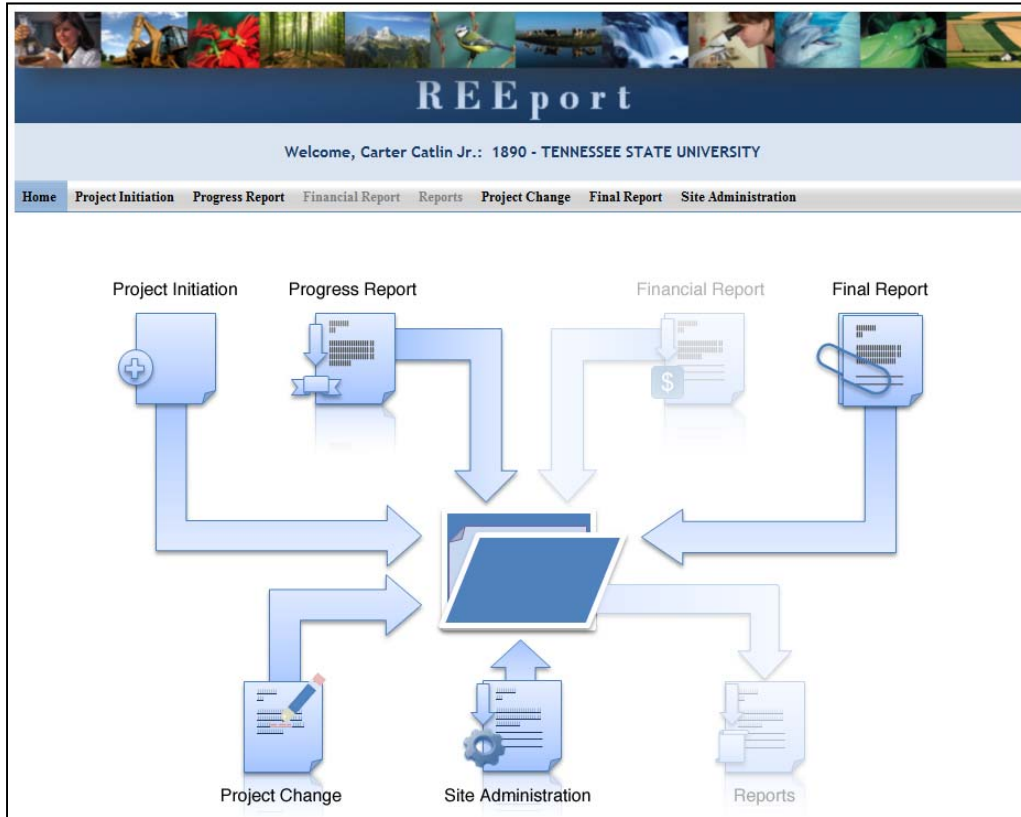 REEport
Welcome, Carter Catlin Jr.: 1890 - TENNESSEE STATE UNIVERSITY
Home Project Initiation Progress Report Financial Report Reports Project Change Final Report Site Administration
Project Initiation Progress Report Financial Report Final Report
$
Project Change Site Administration Reports